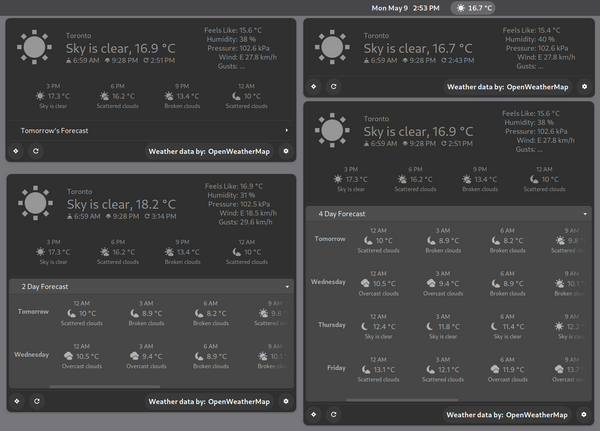 Mon May 9 2:53 PM 16.7 °C
Toronto
Sky is clear, 16.9 °C
6:59 AM 9:28 PM 2:51 PM
Feels Like: 15.6 °C
Humidity: 38 %
Pressure: 102.6 kPa
Wind: E 27.8 km/h
Gusts: ...
3 PM 6 PM 9 PM 12 AM
17.3 °C 16.2 °C 13.4 °C 10 °C
Sky is clear Scattered clouds Broken clouds Scattered clouds
Tomorrow's Forecast
Weather data by: OpenWeatherMap
Toronto
Sky is clear, 16.7 °C
6:59 AM 9:28 PM 2:43 PM
Feels Like: 15.4 °C
Humidity: 40 %
Pressure: 102.6 kPa
Wind: E 27.8 km/h
Gusts: ...
Weather data by: OpenWeatherMap
Toronto
Sky is clear, 18.2 °C
6:59 AM 9:28 PM 3:14 PM
Feels Like: 16.9 °C
Humidity: 31 %
Pressure: 102.5 kPa
Wind: E 18.5 km/h
Gusts: 29.6 km/h
3 PM 6 PM 9 PM 12 AM
17.3 °C 16.2 °C 13.4 °C 10 °C
Sky is clear Scattered clouds Broken clouds Scattered clouds
2 Day Forecast
12 AM 3 AM 6 AM 9 AM
Tomorrow 10 °C 8.9 °C 8.2 °C 9.8
Scattered clouds Broken clouds Broken clouds Scattered
12 AM 3 AM 6 AM 9 AM
Wednesday 10.5 °C 9.4 °C 8.9 °C 10.1
Overcast clouds Overcast clouds Broken clouds Broken
Weather data by: OpenWeatherMap
Toronto
Sky is clear, 16.9 °C
6:59 AM 9:28 PM 2:51 PM
Feels Like: 15.6 °C
Humidity: 38 %
Pressure: 102.6 kPa
Wind: E 27.8 km/h
Gusts: ...
3 PM 6 PM 9 PM 12 AM
17.3 °C 16.2 °C 13.4 °C 10 °C
Sky is clear Scattered clouds Broken clouds Scattered clouds
4 Day Forecast
12 AM 3 AM 6 AM 9 AM
Tomorrow 10 °C 8.9 °C 8.2 °C 9.8
Scattered clouds Broken clouds Broken clouds Scattered
12 AM 3 AM 6 AM 9 AM
Wednesday 10.5 °C 9.4 °C 8.9 °C 10.1
Overcast clouds Overcast clouds Broken clouds Broken
12 AM 3 AM 6 AM 9 AM
Thursday 12.4 °C 11.8 °C 11.4 °C 12.2
Sky is clear Sky is clear Sky is clear Sky is
12 AM 3 AM 6 AM 9 AM
Friday 13.1 °C 12.1 °C 11.9 °C 13.7
Scattered clouds Scattered clouds Overcast clouds Overcast
Weather data by: OpenWeatherMap